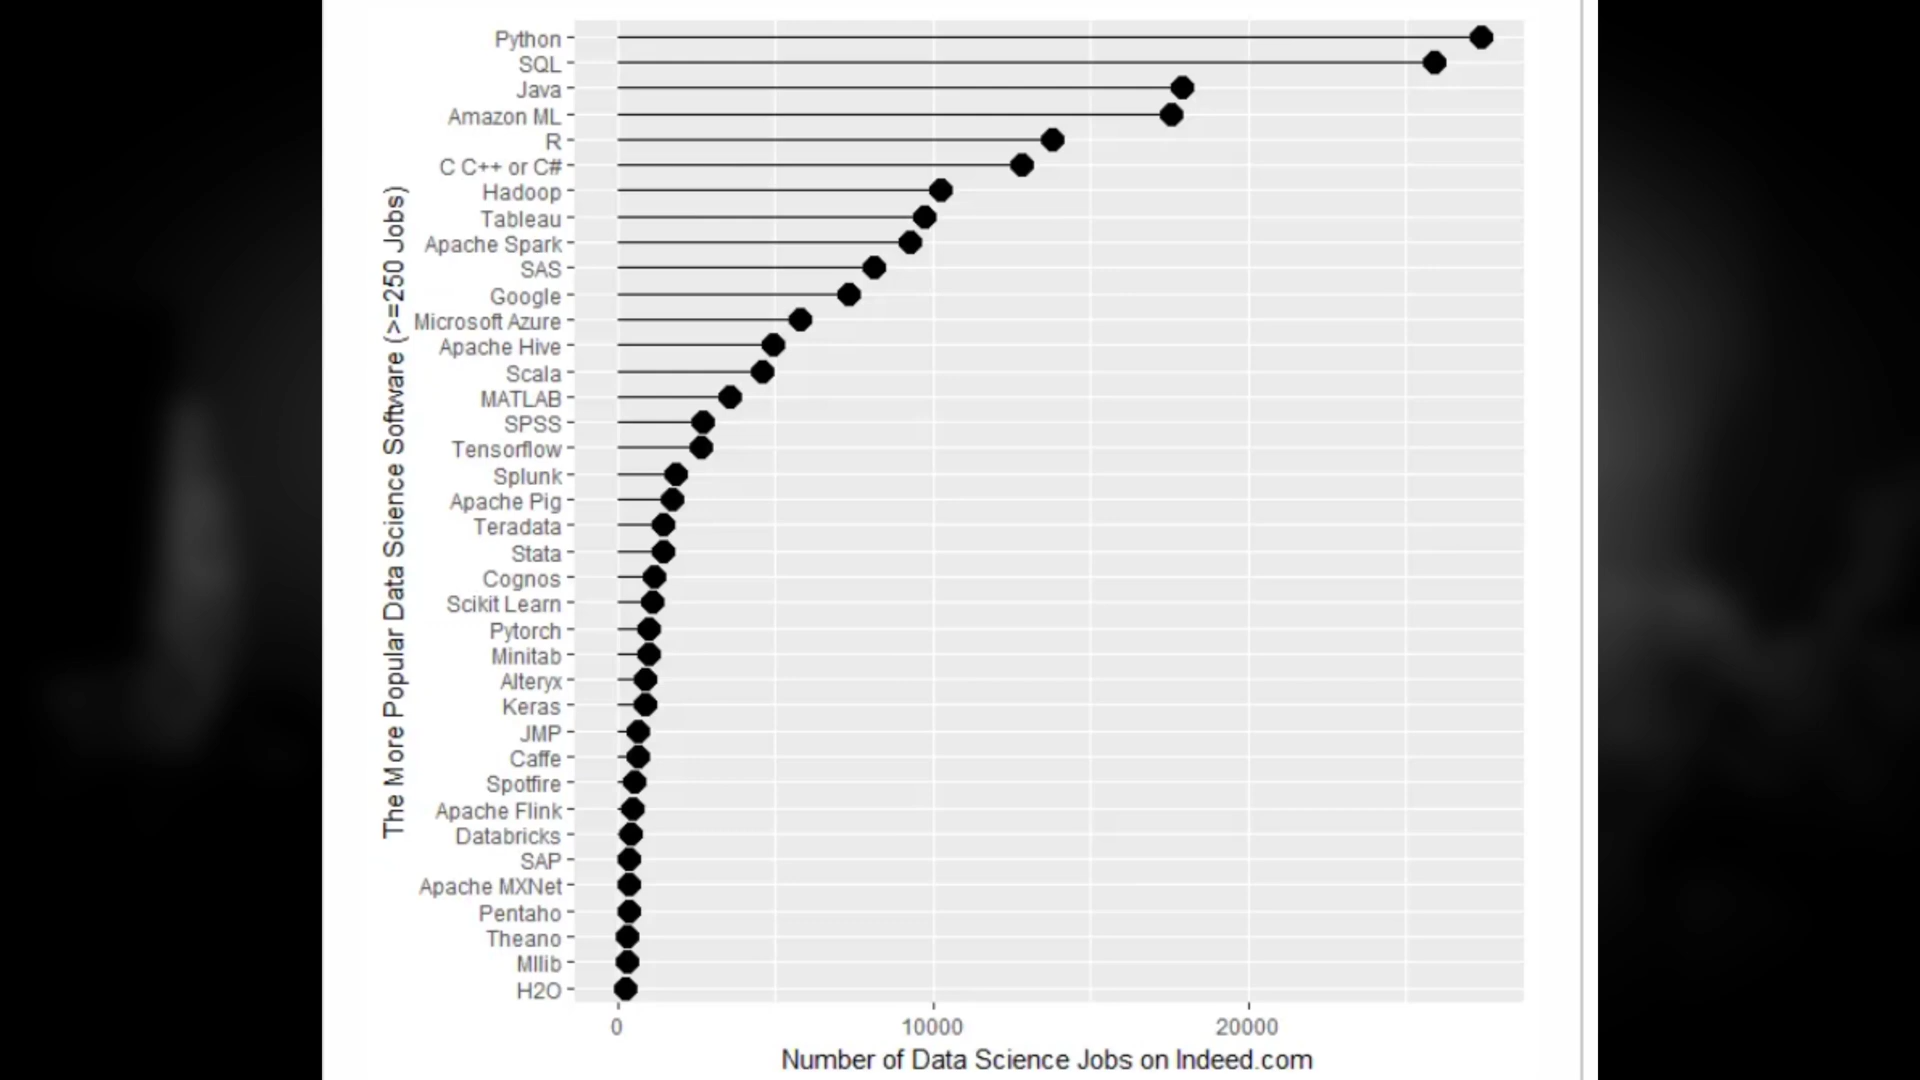 The More Popular Data Science Software (>=250 Jobs)
Python
SQL
Java
Amazon ML
R
C C++ or C#
Hadoop
Tableau
Apache Spark
SAS
Google
Microsoft Azure
Apache Hive
Scala
MATLAB
SPSS
Tensorflow
Splunk
Apache Pig
Teradata
Stata
Cognos
Scikit Learn
Pytorch
Minitab
Alteryx
Keras
JMP
Caffe
Spotfire
Apache Flink
Databricks
SAP
Apache MXNet
Pentaho
Theano
Mllib
H2O
0 10000 20000
Number of Data Science Jobs on Indeed.com